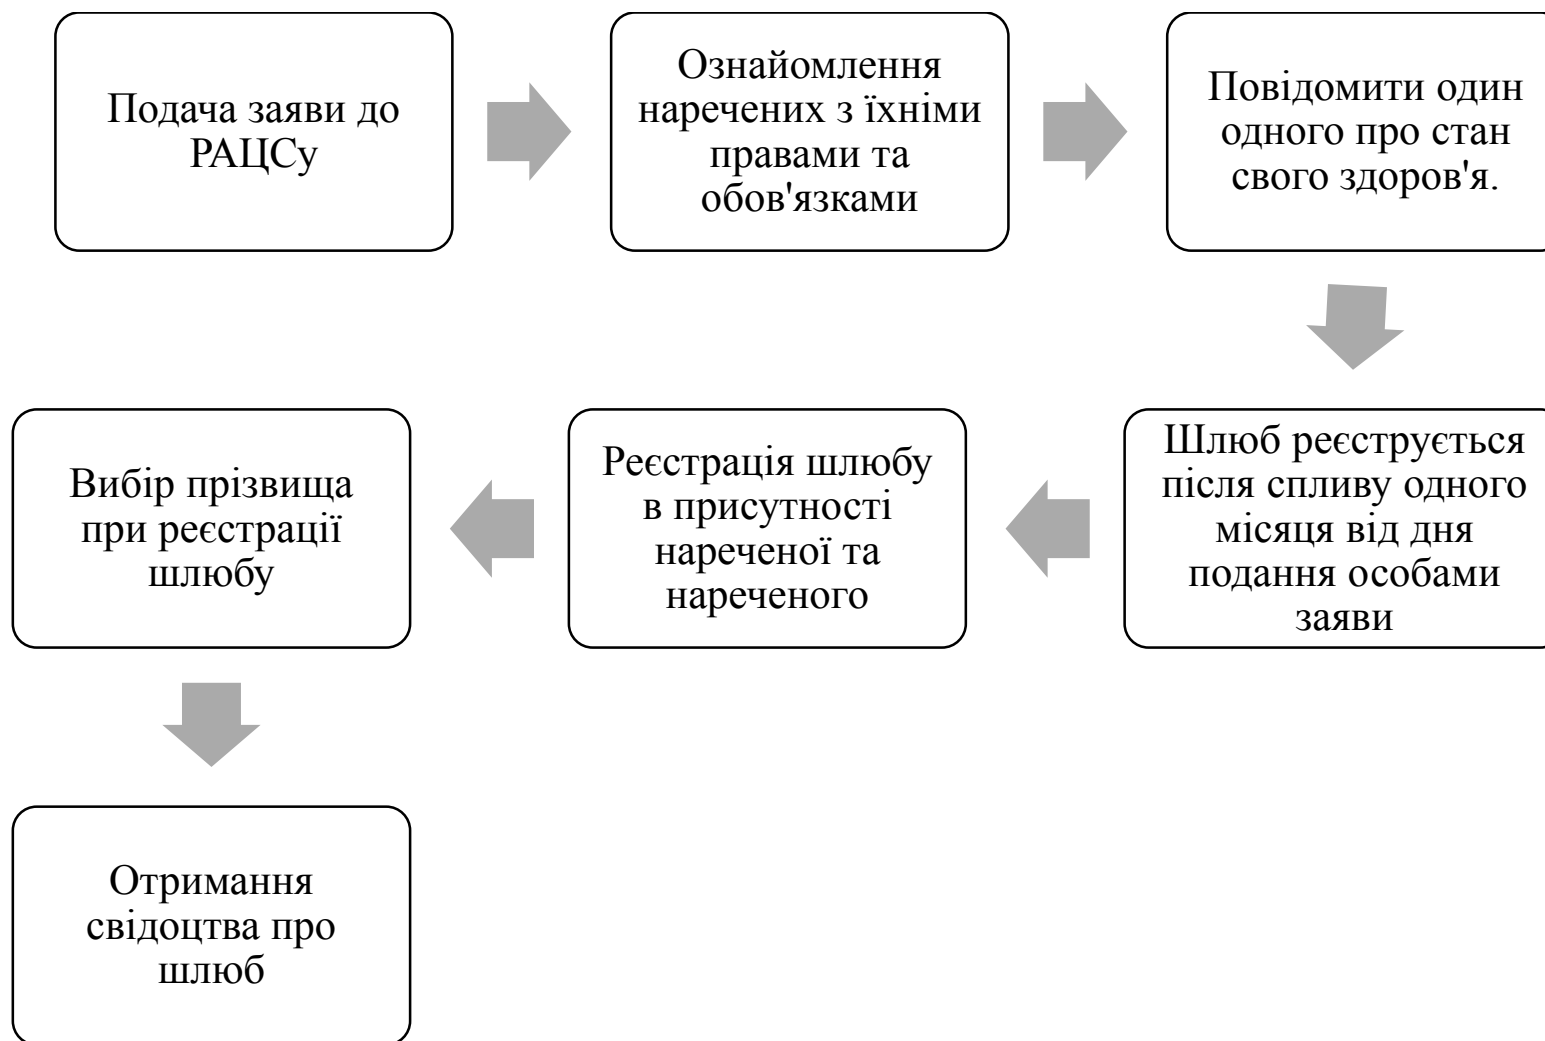 Подача заяви до
РАЦСу
Ознайомлення
наречених з їхніми
правами та
обов'язками
Повідомити один
одного про стан
свого здоров'я.
Шлюб реєструється
після спливу одного
місяця від дня
подання особами
заяви
Реєстрація шлюбу
в присутності
нареченої та
нареченого
Вибір прізвища
при реєстрації
шлюбу
Отримання
свідоцтва про
шлюб